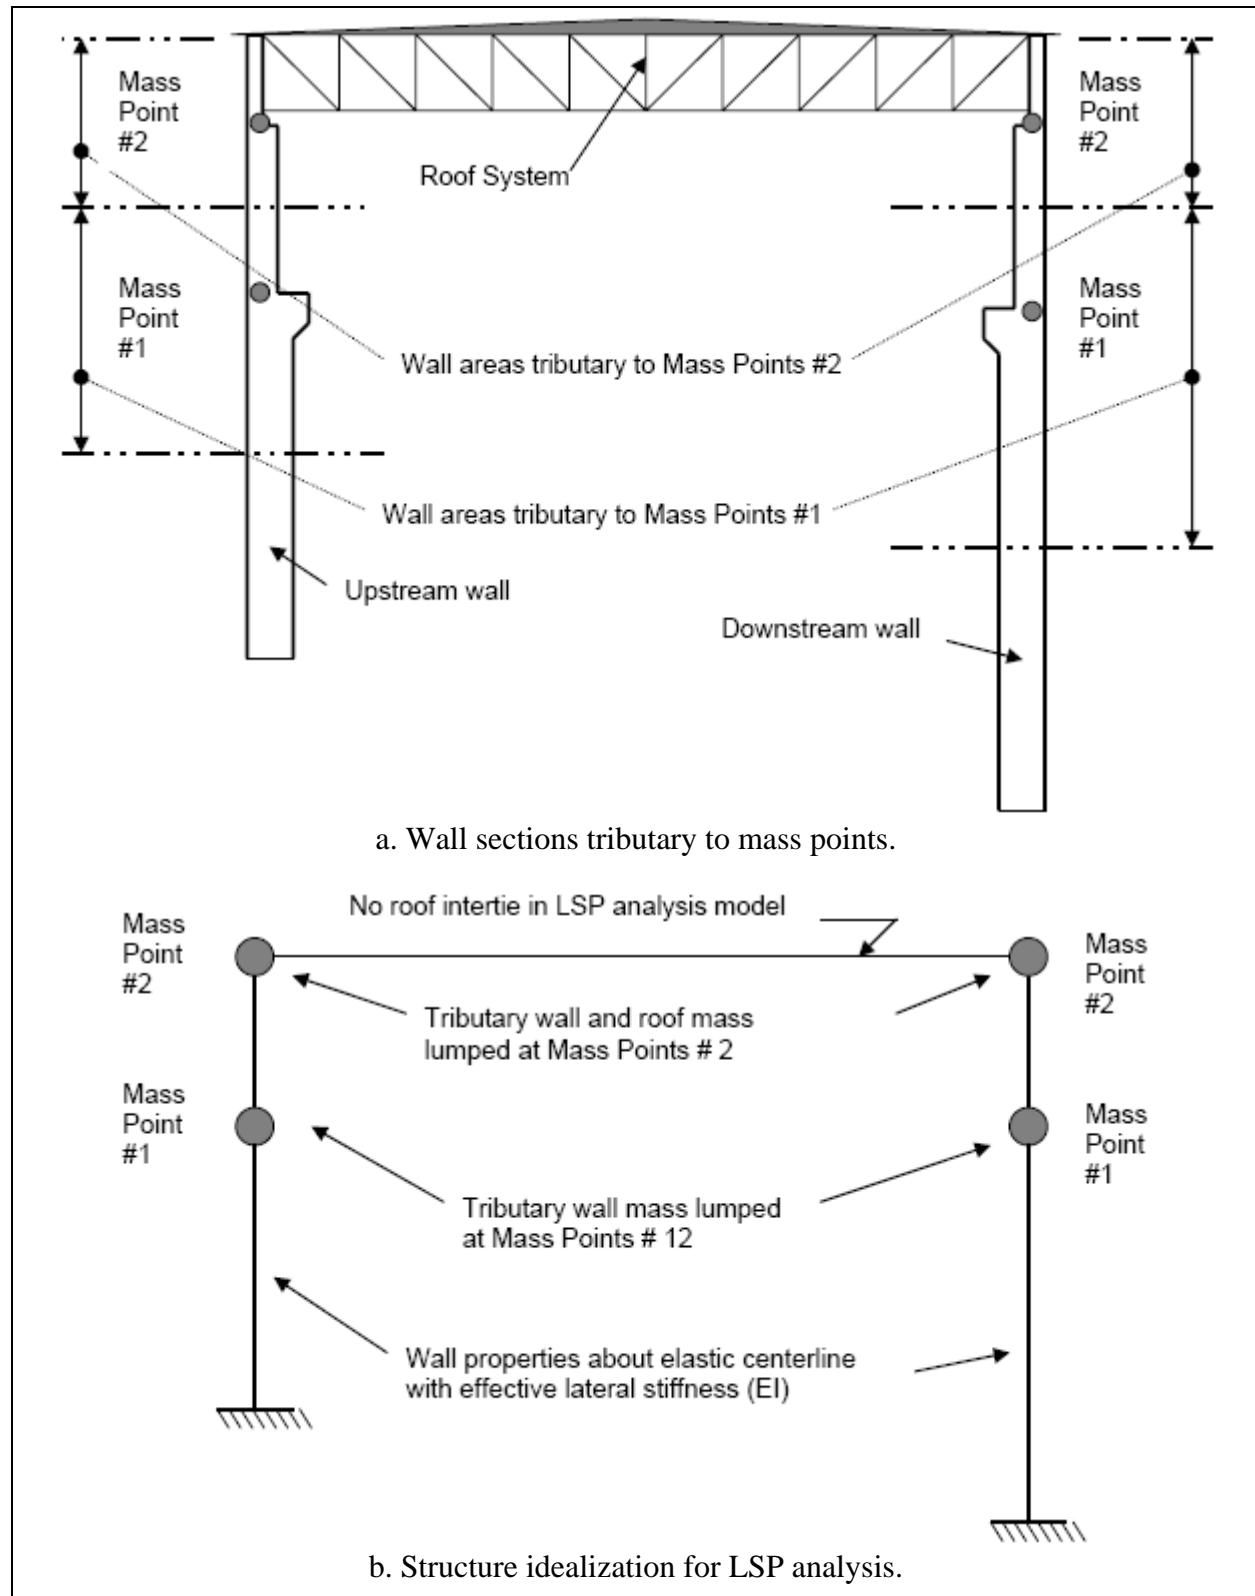 Mass
Point
#2
Mass
Point
#2
Roof System
Mass
Point
#1
Mass
Point
#1
Wall areas tributary to Mass Points #2
Wall areas tributary to Mass Points #1
Upstream wall
Downstream wall
a. Wall sections tributary to mass points.
No roof intertie in LSP analysis model
Mass
Point
#2
Mass
Point
#2
Tributary wall and roof mass
lumped at Mass Points # 2
Mass
Point
#1
Mass
Point
#1
Tributary wall mass lumped
at Mass Points # 12
Wall properties about elastic centerline
with effective lateral stiffness (EI)
b. Structure idealization for LSP analysis.